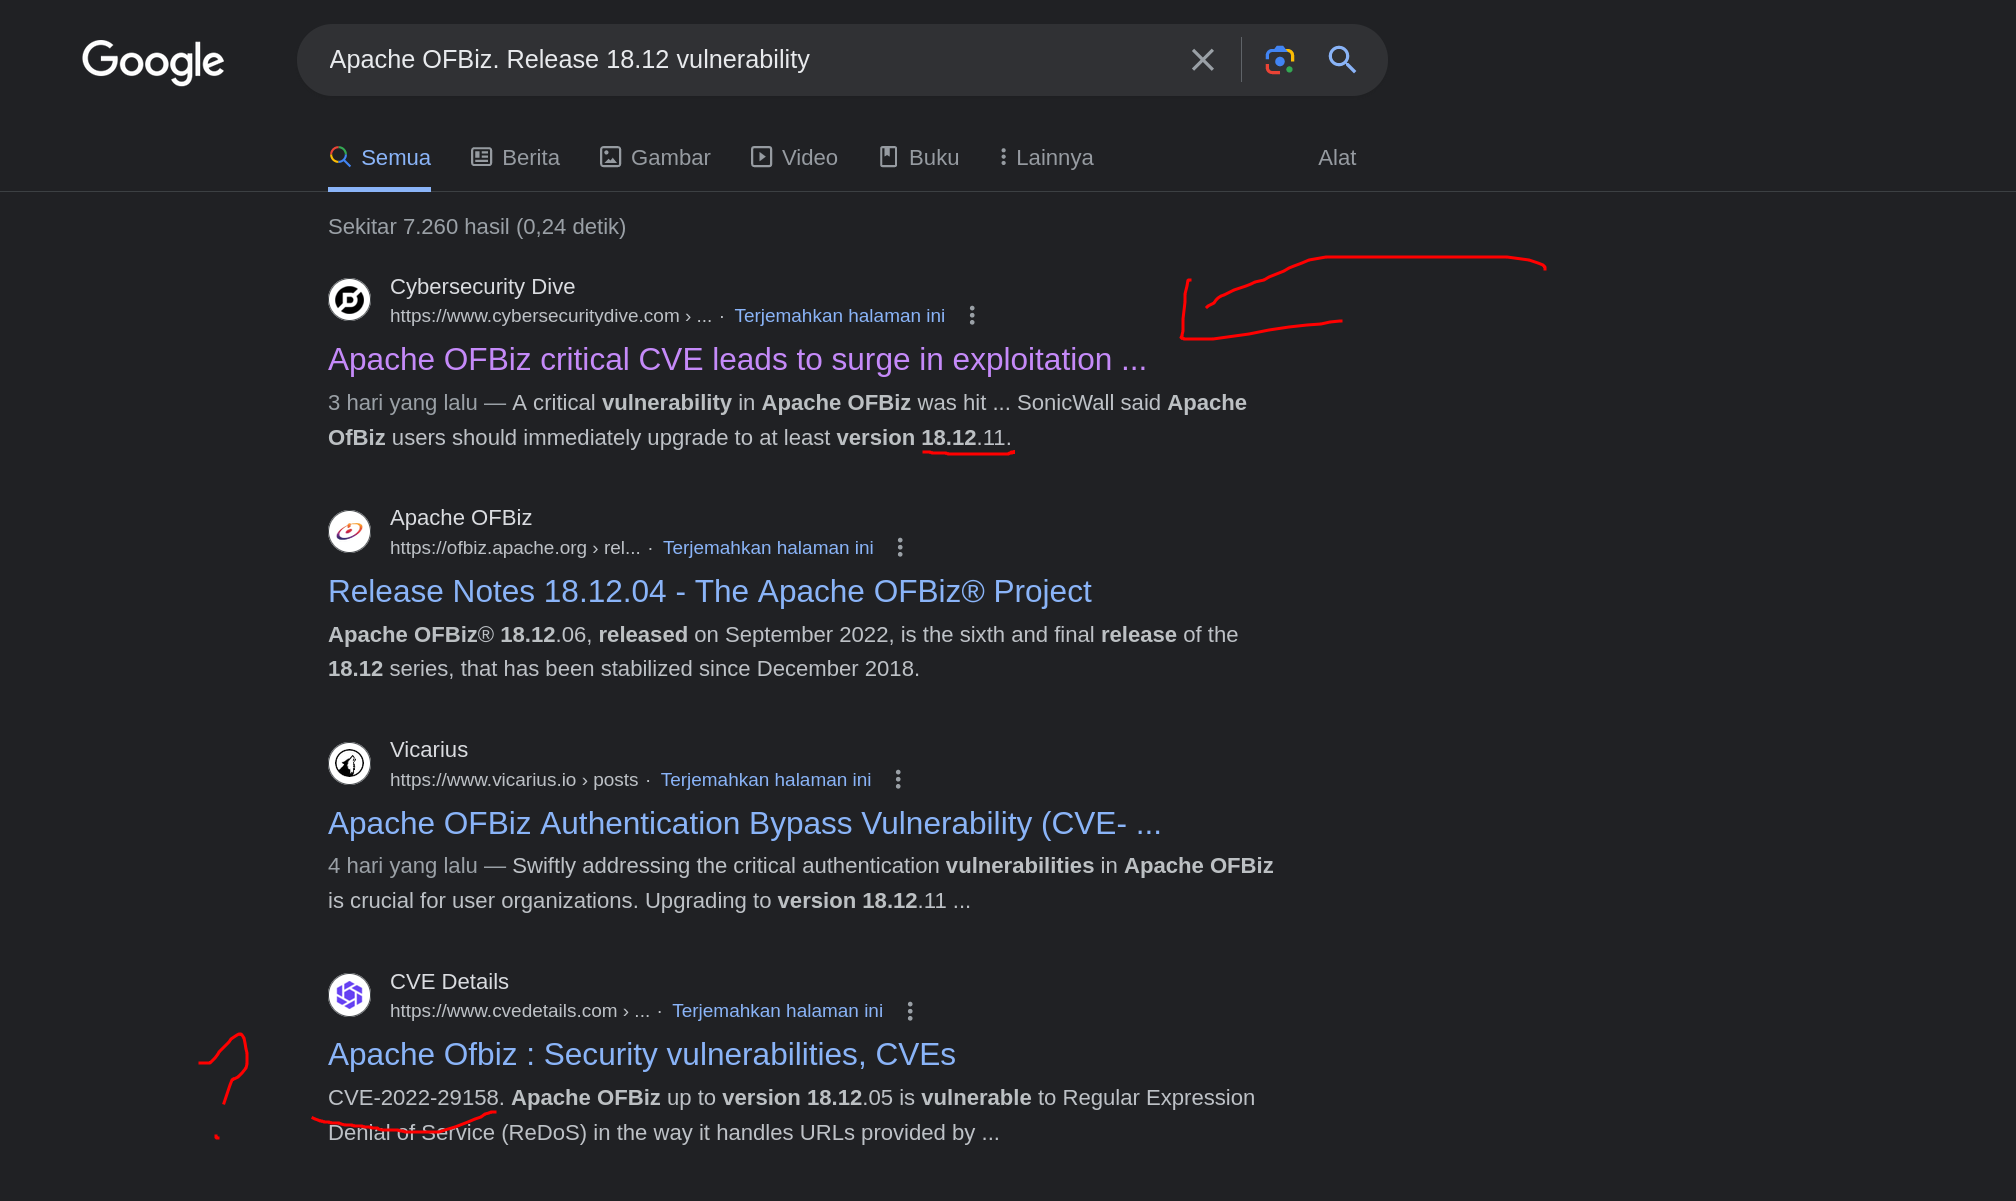 Google
Apache OFBiz. Release 18.12 vulnerability
Semua Berita Gambar Video Buku Lainnya Alat
Sekitar 7.260 hasil (0,24 detik)
Cybersecurity Dive
https://www.cybersecuritydive.com › ... · Terjemahkan halaman ini
Apache OFBiz critical CVE leads to surge in exploitation ...
3 hari yang lalu — A critical vulnerability in Apache OFBiz was hit ... SonicWall said Apache
OfBiz users should immediately upgrade to at least version 18.12.11.
Apache OFBiz
https://ofbiz.apache.org › rel... · Terjemahkan halaman ini
Release Notes 18.12.04 - The Apache OFBiz® Project
Apache OFBiz® 18.12.06, released on September 2022, is the sixth and final release of the
18.12 series, that has been stabilized since December 2018.
Vicarius
https://www.vicarius.io › posts · Terjemahkan halaman ini
Apache OFBiz Authentication Bypass Vulnerability (CVE- ...
4 hari yang lalu — Swiftly addressing the critical authentication vulnerabilities in Apache OFBiz
is crucial for user organizations. Upgrading to version 18.12.11 ...
CVE Details
https://www.cvedetails.com › ... · Terjemahkan halaman ini
?
Apache Ofbiz : Security vulnerabilities, CVEs
CVE-2022-29158. Apache OFBiz up to version 18.12.05 is vulnerable to Regular Expression
Denial of Service (ReDoS) in the way it handles URLs provided by ...